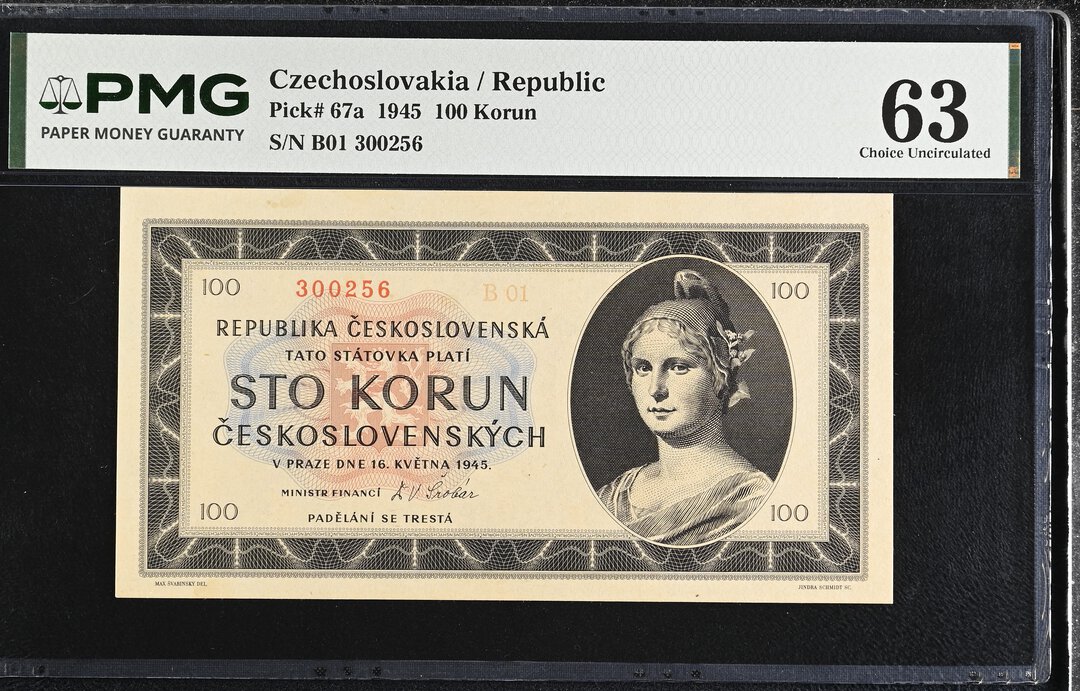 PMG
PAPER MONEY GUARANTY
Czechoslovakia / Republic
Pick# 67a 1945 100 Korun
S/N B01 300256
63
Choice Uncirculated
100 300256 B 01 100
REPUBLIKA ČESKOSLOVENSKÁ
TATO STÁTOVKA PLATÍ
STO KORUN
ČESKOSLOVENSKÝCH
V PRAZE DNE 16. KVĚTNA 1945.
MINISTR FINANCÍ Dr V. Šrobár
100 PADĚLÁNÍ SE TRESTÁ 100
MAX ŠVABINSKÝ DEL. JINDRA SCHMIDT SC.